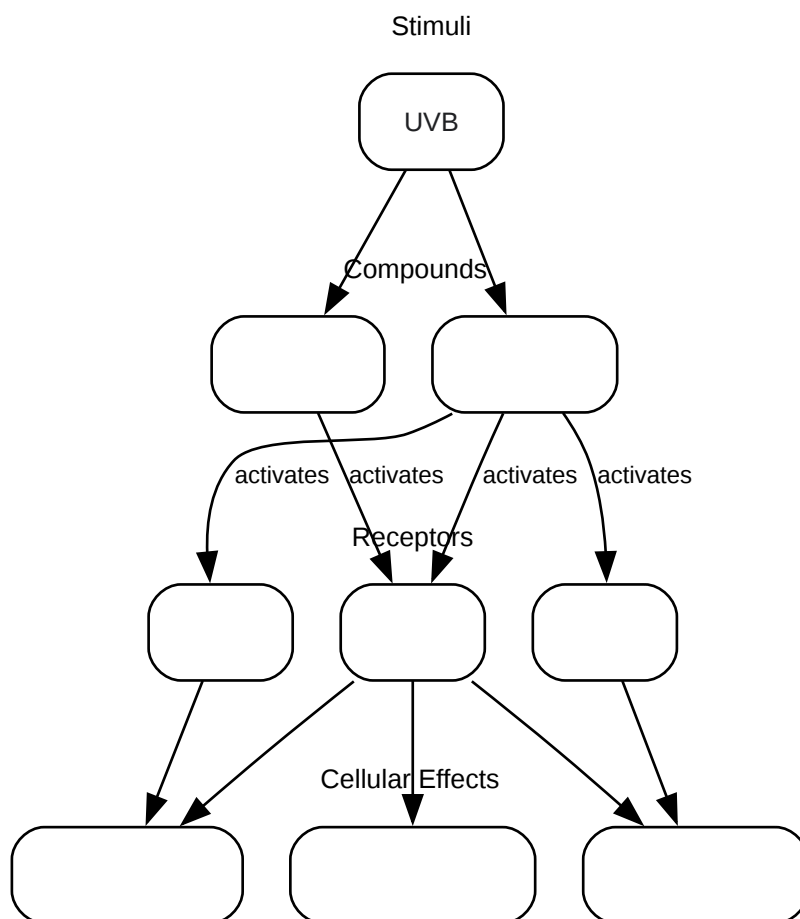 Stimuli
UVB
Compounds
activates activates activates activates
Receptors
Cellular Effects